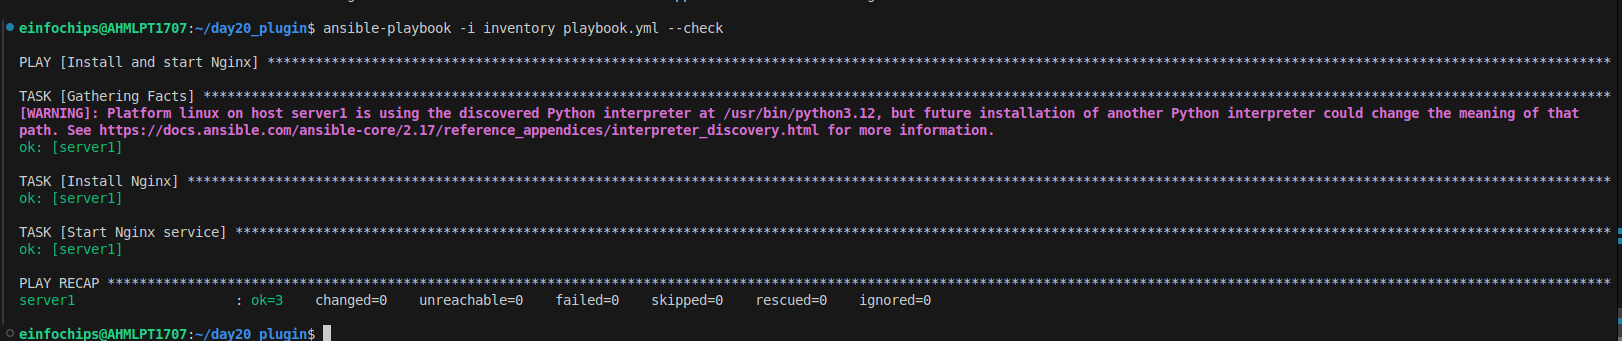 einfochips@AHMLPT1707:~/day20_plugin$ ansible-playbook -i inventory playbook.yml --check
PLAY [Install and start Nginx] ************************************************************************************************************************************************************************
TASK [Gathering Facts] ********************************************************************************************************************************************************************************
[WARNING]: Platform linux on host server1 is using the discovered Python interpreter at /usr/bin/python3.12, but future installation of another Python interpreter could change the meaning of that
path. See https://docs.ansible.com/ansible-core/2.17/reference_appendices/interpreter_discovery.html for more information.
ok: [server1]
TASK [Install Nginx] **********************************************************************************************************************************************************************************
ok: [server1]
TASK [Start Nginx service] ****************************************************************************************************************************************************************************
ok: [server1]
PLAY RECAP ********************************************************************************************************************************************************************************************
server1                    : ok=3    changed=0    unreachable=0    failed=0    skipped=0    rescued=0    ignored=0
einfochips@AHMLPT1707:~/day20_plugin$